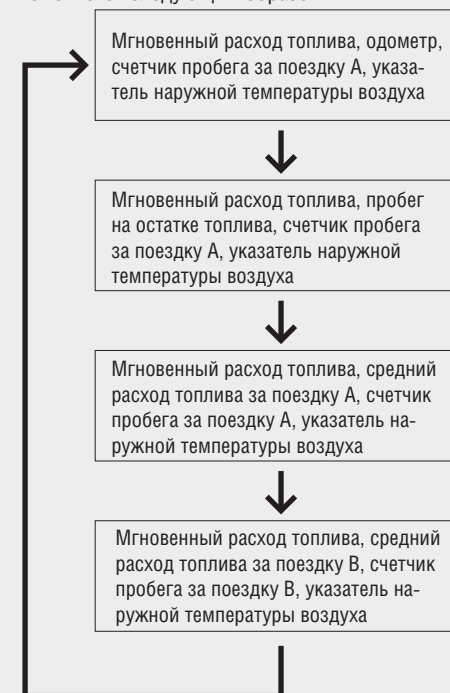 Мгновенный расход топлива, одометр,
счетчик пробега за поездку А, указа-
тель наружной температуры воздуха
Мгновенный расход топлива, пробег
на остатке топлива, счетчик пробега
за поездку А, указатель наружной
температуры воздуха
Мгновенный расход топлива, средний
расход топлива за поездку А, счетчик
пробега за поездку А, указатель на-
ружной температуры воздуха
Мгновенный расход топлива, средний
расход топлива за поездку В, счетчик
пробега за поездку В, указатель на-
ружной температуры воздуха